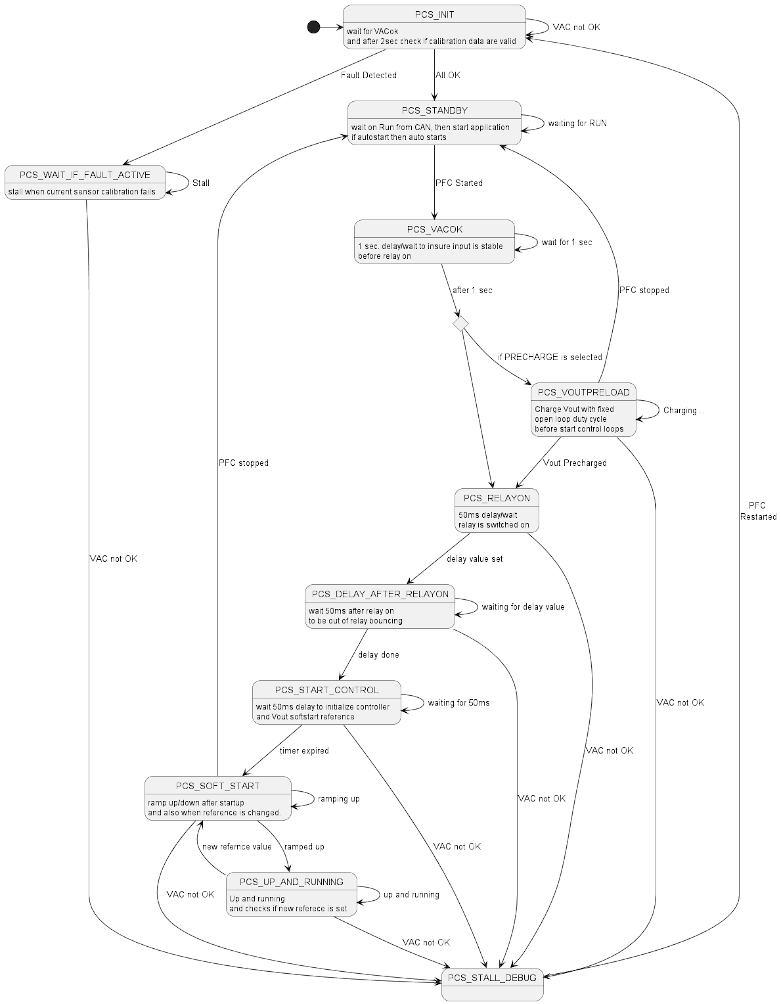 PCS_INIT
wait for VACok
and after 2sec check if calibration data are valid
VAC not OK
Fault Detected
All OK
PCS_STANDBY
wait on Run from CAN, then start application
if autostart then auto starts
waiting for RUN
PCS_WAIT_IF_FAULT_ACTIVE
stall when current sensor calibration fails
Stall
PFC Started
PCS_VACOK
1 sec. delay/wait to insure input is stable
before relay on
wait for 1 sec
after 1 sec
PFC stopped
if PRECHARGE is selected
PCS_VOUTPRELOAD
Charge Vout with fixed
open loop duty cycle
before start control loops
Charging...
PFC stopped
Vout Precharged
PCS_RELAYON
50ms delay/wait
relay is switched on
PFC
Restarted
VAC not OK
delay value set
PCS_DELAY_AFTER_RELAYON
wait 50ms after relay on
to be out of relay bouncing
waiting for delay value
delay done
PCS_START_CONTROL
wait 50ms delay to initialize controller
and Vout softstart reference
waiting for 50ms
VAC not OK
timer expired
VAC not OK
PCS_SOFT_START
ramp up/down after startup
and also when reference is changed.
ramping up
VAC not OK
new refernce value
ramped up
VAC not OK
PCS_UP_AND_RUNNING
Up and running
and checks if new referece is set
up and running
VAC not OK
VAC not OK
PCS_STALL_DEBUG